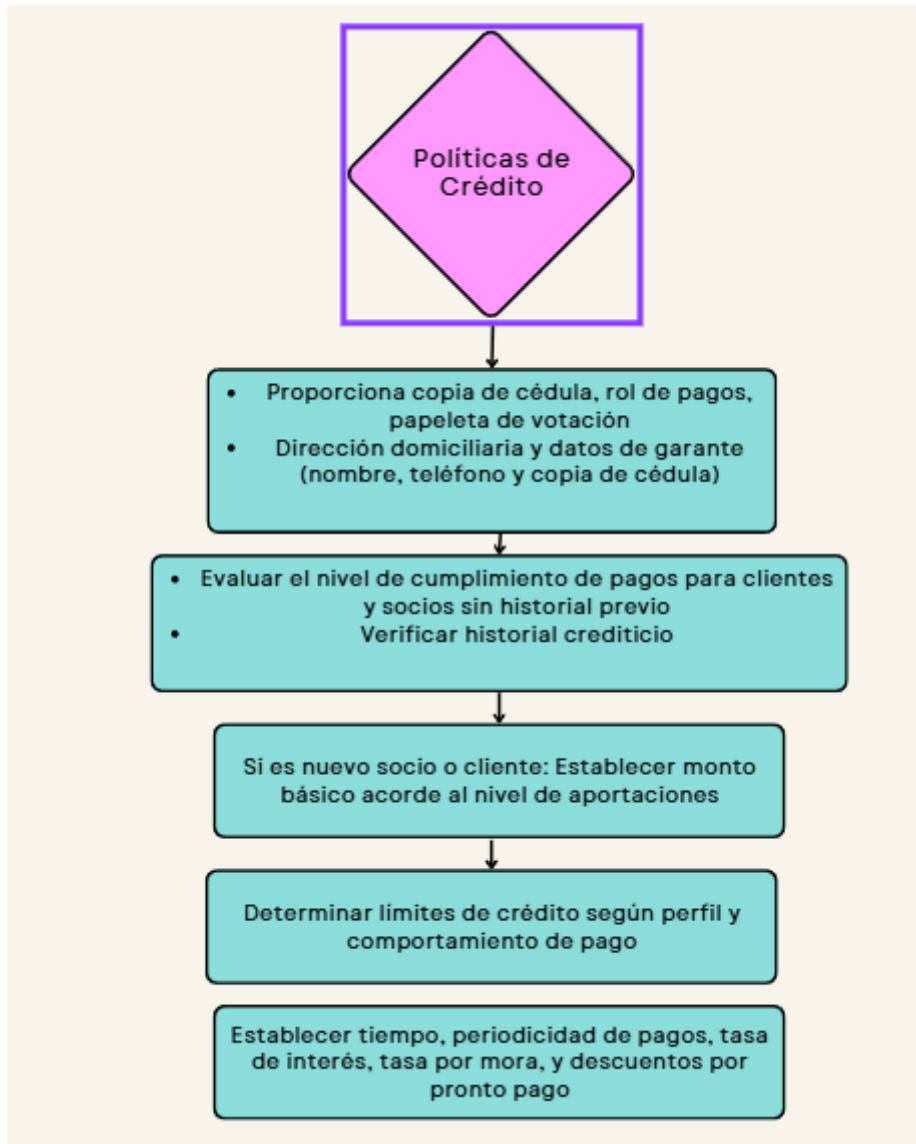 Políticas de
Crédito
• Proporciona copia de cédula, rol de pagos,
papeleta de votación
• Dirección domiciliaria y datos de garante
(nombre, teléfono y copia de cédula)
• Evaluar el nivel de cumplimiento de pagos para clientes
y socios sin historial previo
• Verificar historial crediticio
Si es nuevo socio o cliente: Establecer monto
básico acorde al nivel de aportaciones
Determinar límites de crédito según perfil y
comportamiento de pago
Establecer tiempo, periodicidad de pagos, tasa
de interés, tasa por mora, y descuentos por
pronto pago